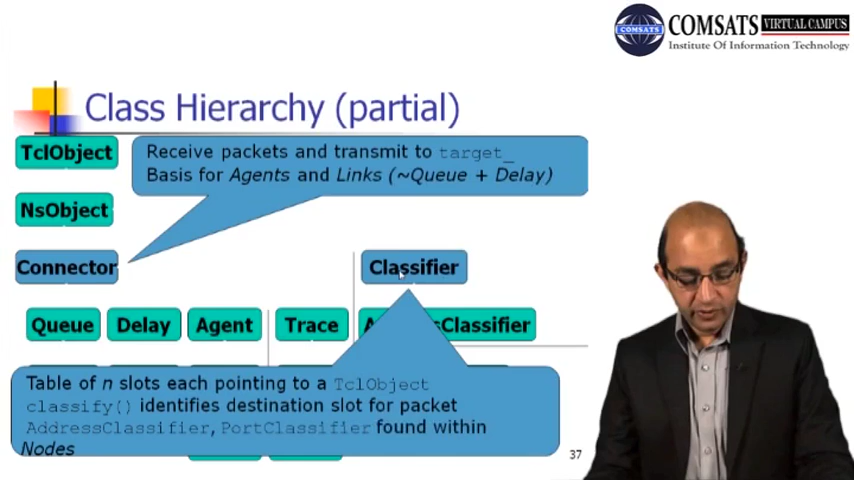 COMSATS VIRTUAL CAMPUS
Institute Of Information Technology
Class Hierarchy (partial)
TclObject
Receive packets and transmit to target_
Basis for Agents and Links (~Queue + Delay)
NsObject
Connector
Classifier
Queue Delay Agent Trace
Table of n slots each pointing to a TclObject
classify() identifies destination slot for packet
AddressClassifier, PortClassifier found within
Nodes
37